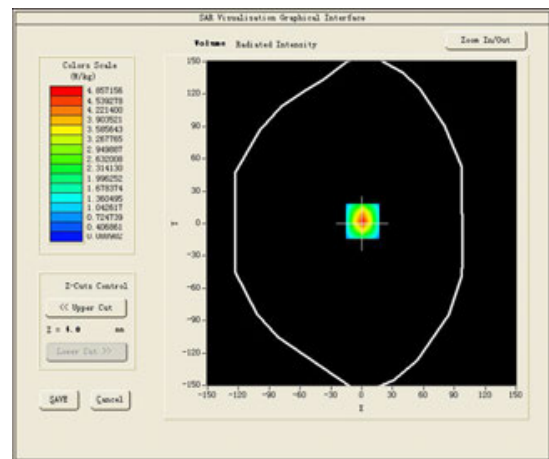 SAR Visualisation Graphical Interface
Volume Radiated Intensity
Zoom In/Out
Colors Scale
(W/kg)
4.857156
4.539278
4.221400
3.903521
3.585643
3.267765
2.949887
2.632008
2.314130
1.996252
1.678374
1.360495
1.042617
0.724739
0.406861
Z-Cuts Control
<< Upper Cut
Z = 4.0 mm
Lower Cut >>
SAVE Cancel
150
120
90
60
30
0
-30
-60
-90
-120
-150
Y
-150 -120 -90 -60 -30 0 30 60 90 120 150
X